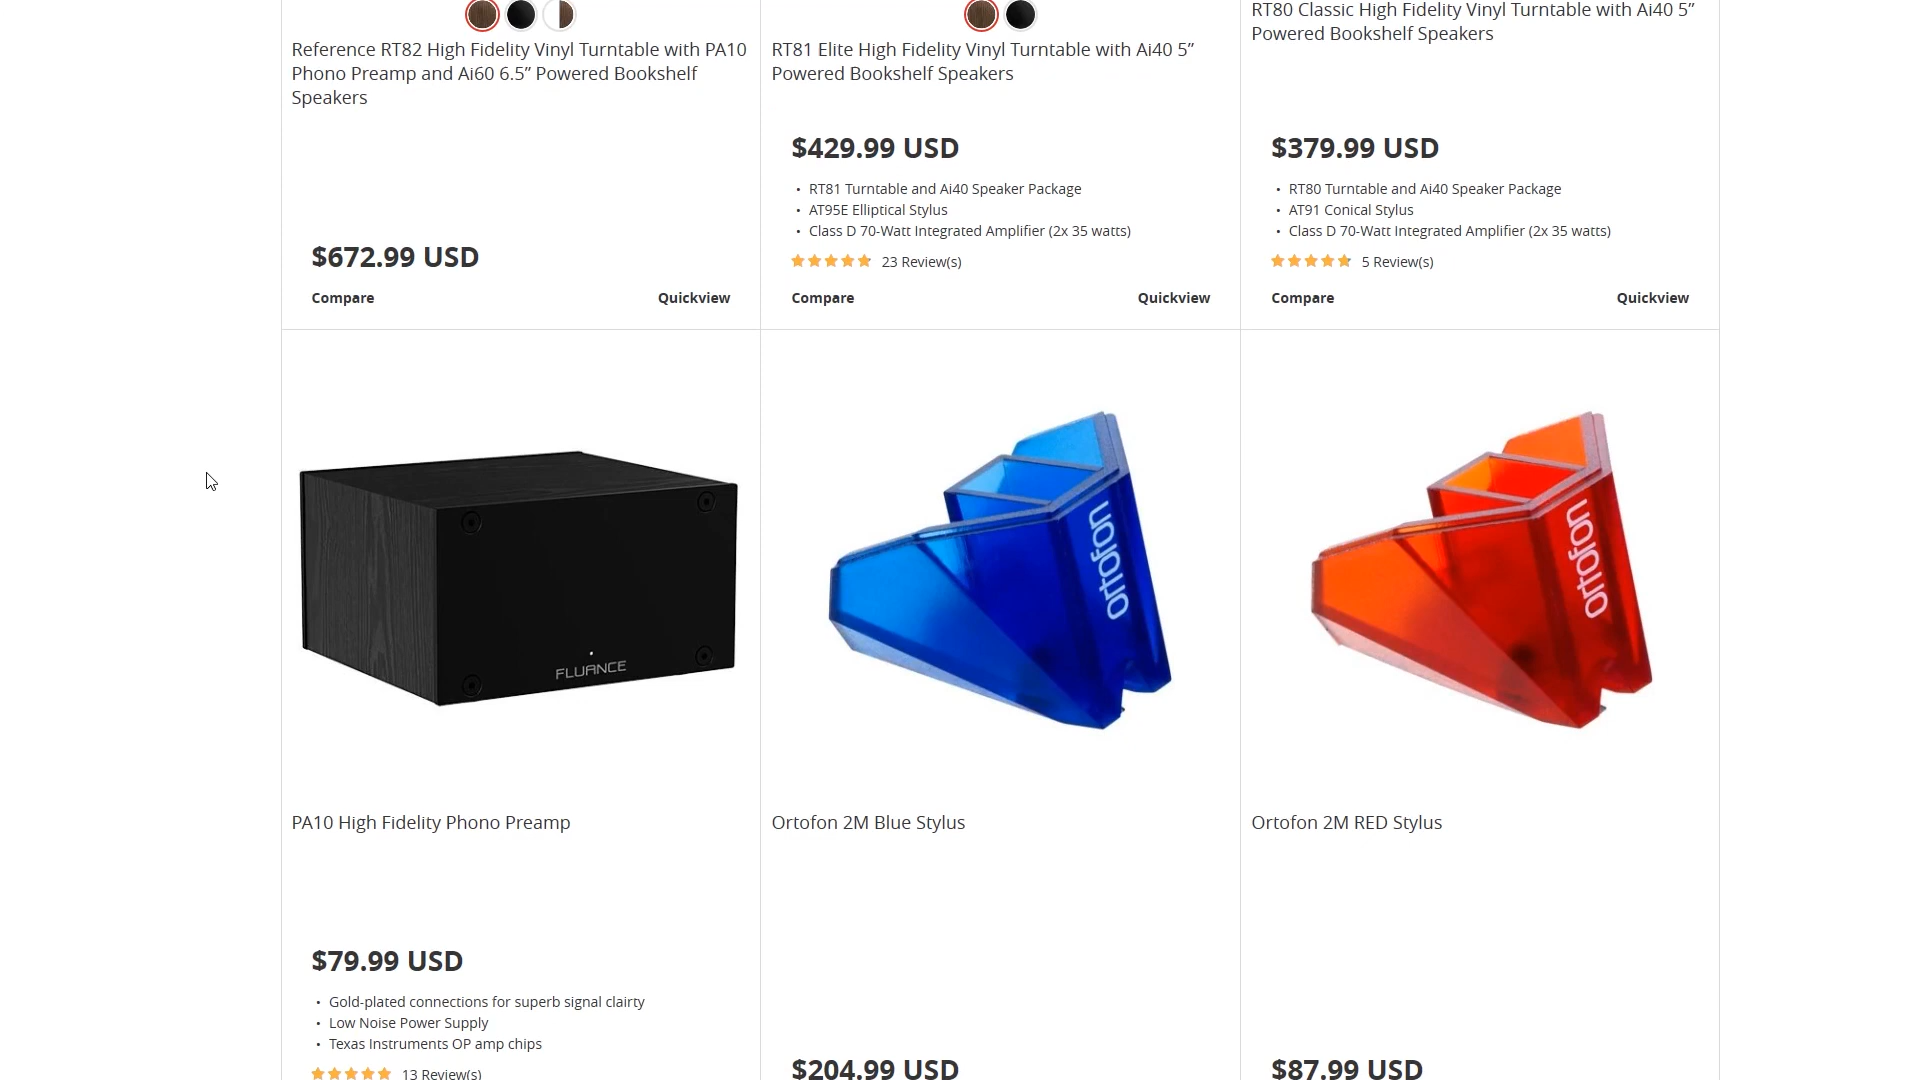 Reference RT82 High Fidelity Vinyl Turntable with PA10
Phono Preamp and Ai60 6.5” Powered Bookshelf
Speakers
$672.99 USD
Compare
Quickview
RT81 Elite High Fidelity Vinyl Turntable with Ai40 5”
Powered Bookshelf Speakers
$429.99 USD
• RT81 Turntable and Ai40 Speaker Package
• AT95E Elliptical Stylus
• Class D 70-Watt Integrated Amplifier (2x 35 watts)
23 Review(s)
Compare
Quickview
RT80 Classic High Fidelity Vinyl Turntable with Ai40 5”
Powered Bookshelf Speakers
$379.99 USD
• RT80 Turntable and Ai40 Speaker Package
• AT91 Conical Stylus
• Class D 70-Watt Integrated Amplifier (2x 35 watts)
5 Review(s)
Compare
Quickview
FLUANCE
PA10 High Fidelity Phono Preamp
$79.99 USD
• Gold-plated connections for superb signal clairty
• Low Noise Power Supply
• Texas Instruments OP amp chips
13 Review(s)
ortofon
Ortofon 2M Blue Stylus
$204.99 USD
ortofon
Ortofon 2M RED Stylus
$87.99 USD